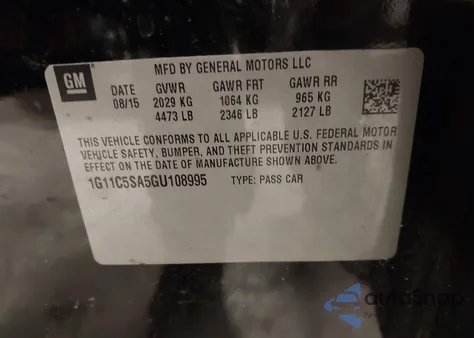 GM
MFD BY GENERAL MOTORS LLC
DATE GVWR GAWR FRT GAWR RR
08/15 2029 KG 1064 KG 965 KG
4473 LB 2346 LB 2127 LB
THIS VEHICLE CONFORMS TO ALL APPLICABLE U.S. FEDERAL MOTOR
VEHICLE SAFETY, BUMPER, AND THEFT PREVENTION STANDARDS IN
EFFECT ON THE DATE OF MANUFACTURE SHOWN ABOVE.
1G11C5SA5GU108995 TYPE: PASS CAR
autoSnap